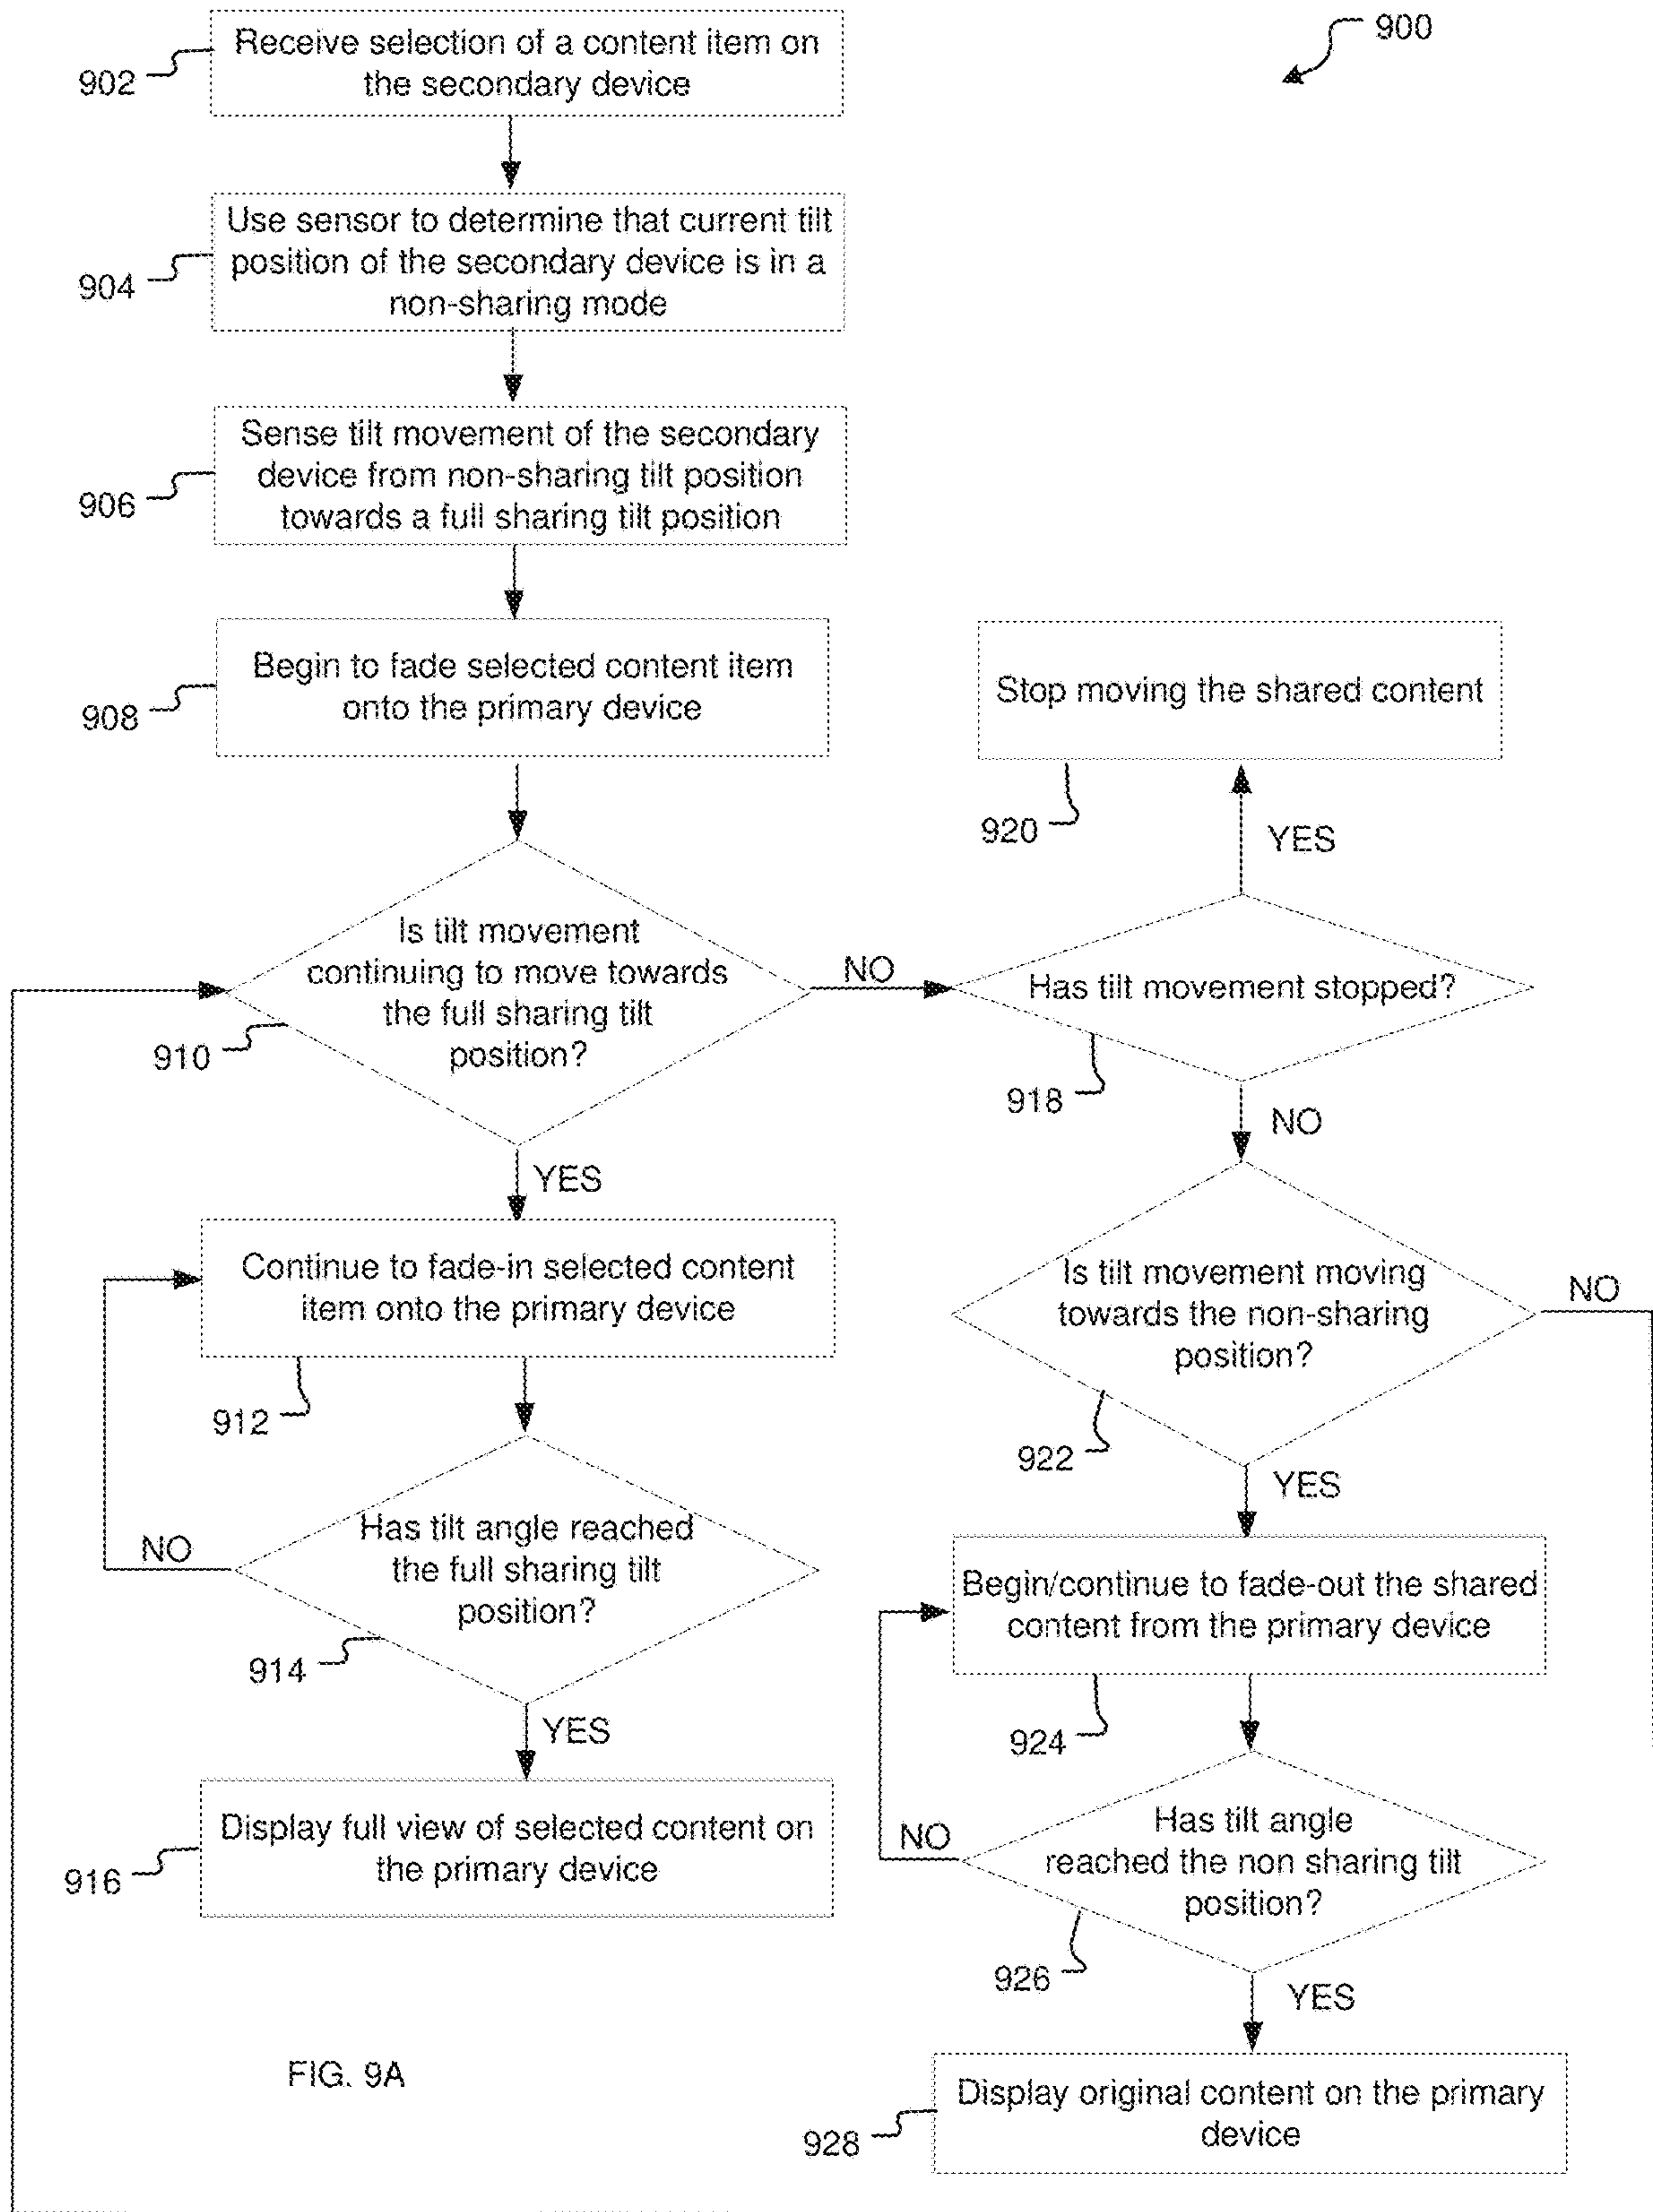 900
Receive selection of a content item on
the secondary device
902
Use sensor to determine that current tilt
position of the secondary device is in a
non-sharing mode
904
Sense tilt movement of the secondary
device from non-sharing tilt position
towards a full sharing tilt position
906
Begin to fade selected content item
onto the primary device
908
Is tilt movement
continuing to move towards
the full sharing tilt
position?
910
NO
YES
Continue to fade-in selected content
item onto the primary device
912
Has tilt angle reached
the full sharing tilt
position?
914
NO
YES
Display full view of selected content on
the primary device
916
Stop moving the shared content
920
YES
Has tilt movement stopped?
918
NO
Is tilt movement moving
towards the non-sharing
position?
922
NO
YES
Begin/continue to fade-out the shared
content from the primary device
924
Has tilt angle
reached the non sharing tilt
position?
926
NO
YES
Display original content on the primary
device
928
FIG. 9A